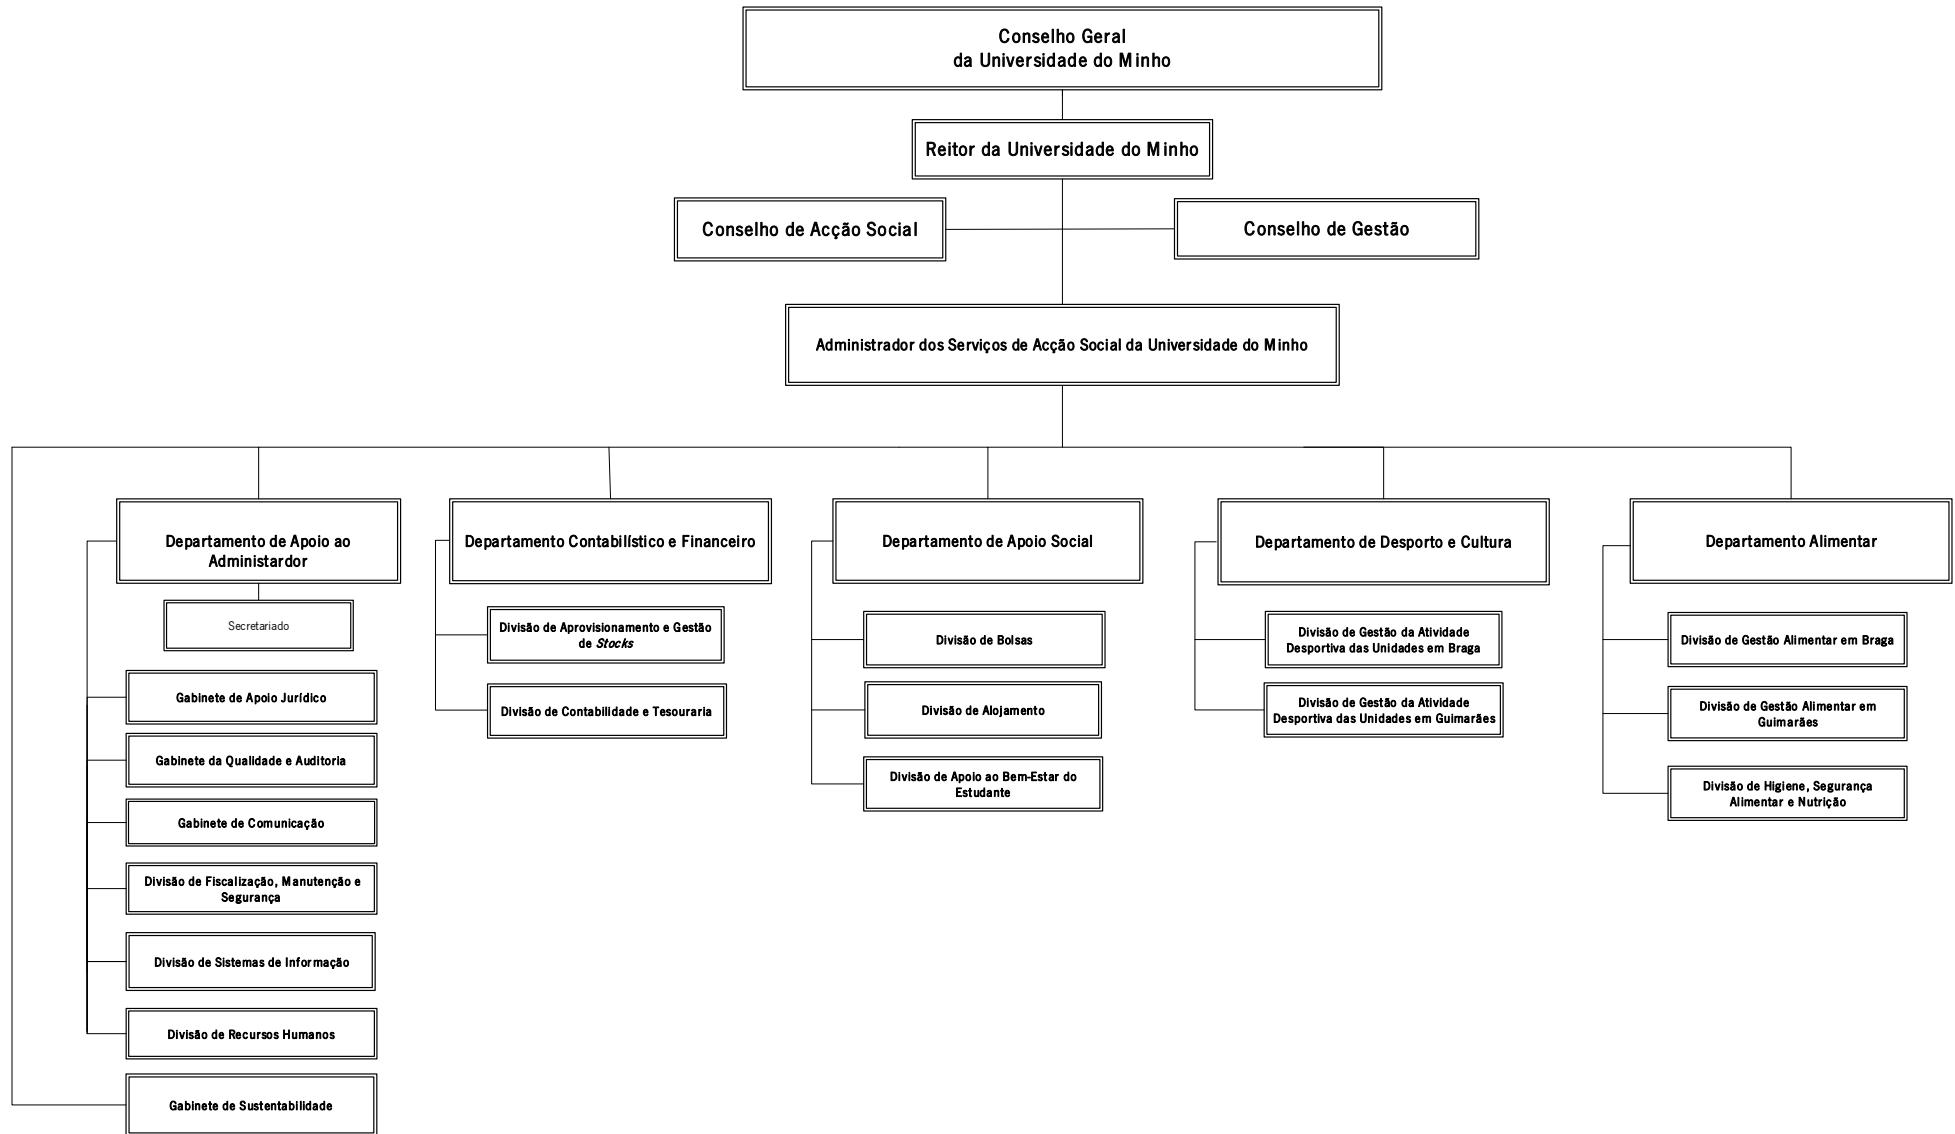 Conselho Geral
da Universidade do Minho
Reitor da Universidade do Minho
Conselho de Acção Social
Conselho de Gestão
Administrador dos Serviços de Acção Social da Universidade do Minho
Departamento de Apoio ao
Administardor
Secretariado
Gabinete de Apoio Jurídico
Gabinete da Qualidade e Auditoria
Gabinete de Comunicação
Divisão de Fiscalização, Manutenção e
Segurança
Divisão de Sistemas de Informação
Divisão de Recursos Humanos
Gabinete de Sustentabilidade
Departamento Contabilístico e Financeiro
Divisão de Aprovisionamento e Gestão
de Stocks
Divisão de Contabilidade e Tesouraria
Departamento de Apoio Social
Divisão de Bolsas
Divisão de Alojamento
Divisão de Apoio ao Bem-Estar do
Estudante
Departamento de Desporto e Cultura
Divisão de Gestão da Atividade
Desportiva das Unidades em Braga
Divisão de Gestão da Atividade
Desportiva das Unidades em Guimarães
Departamento Alimentar
Divisão de Gestão Alimentar em Braga
Divisão de Gestão Alimentar em
Guimarães
Divisão de Higiene, Segurança
Alimentar e Nutrição